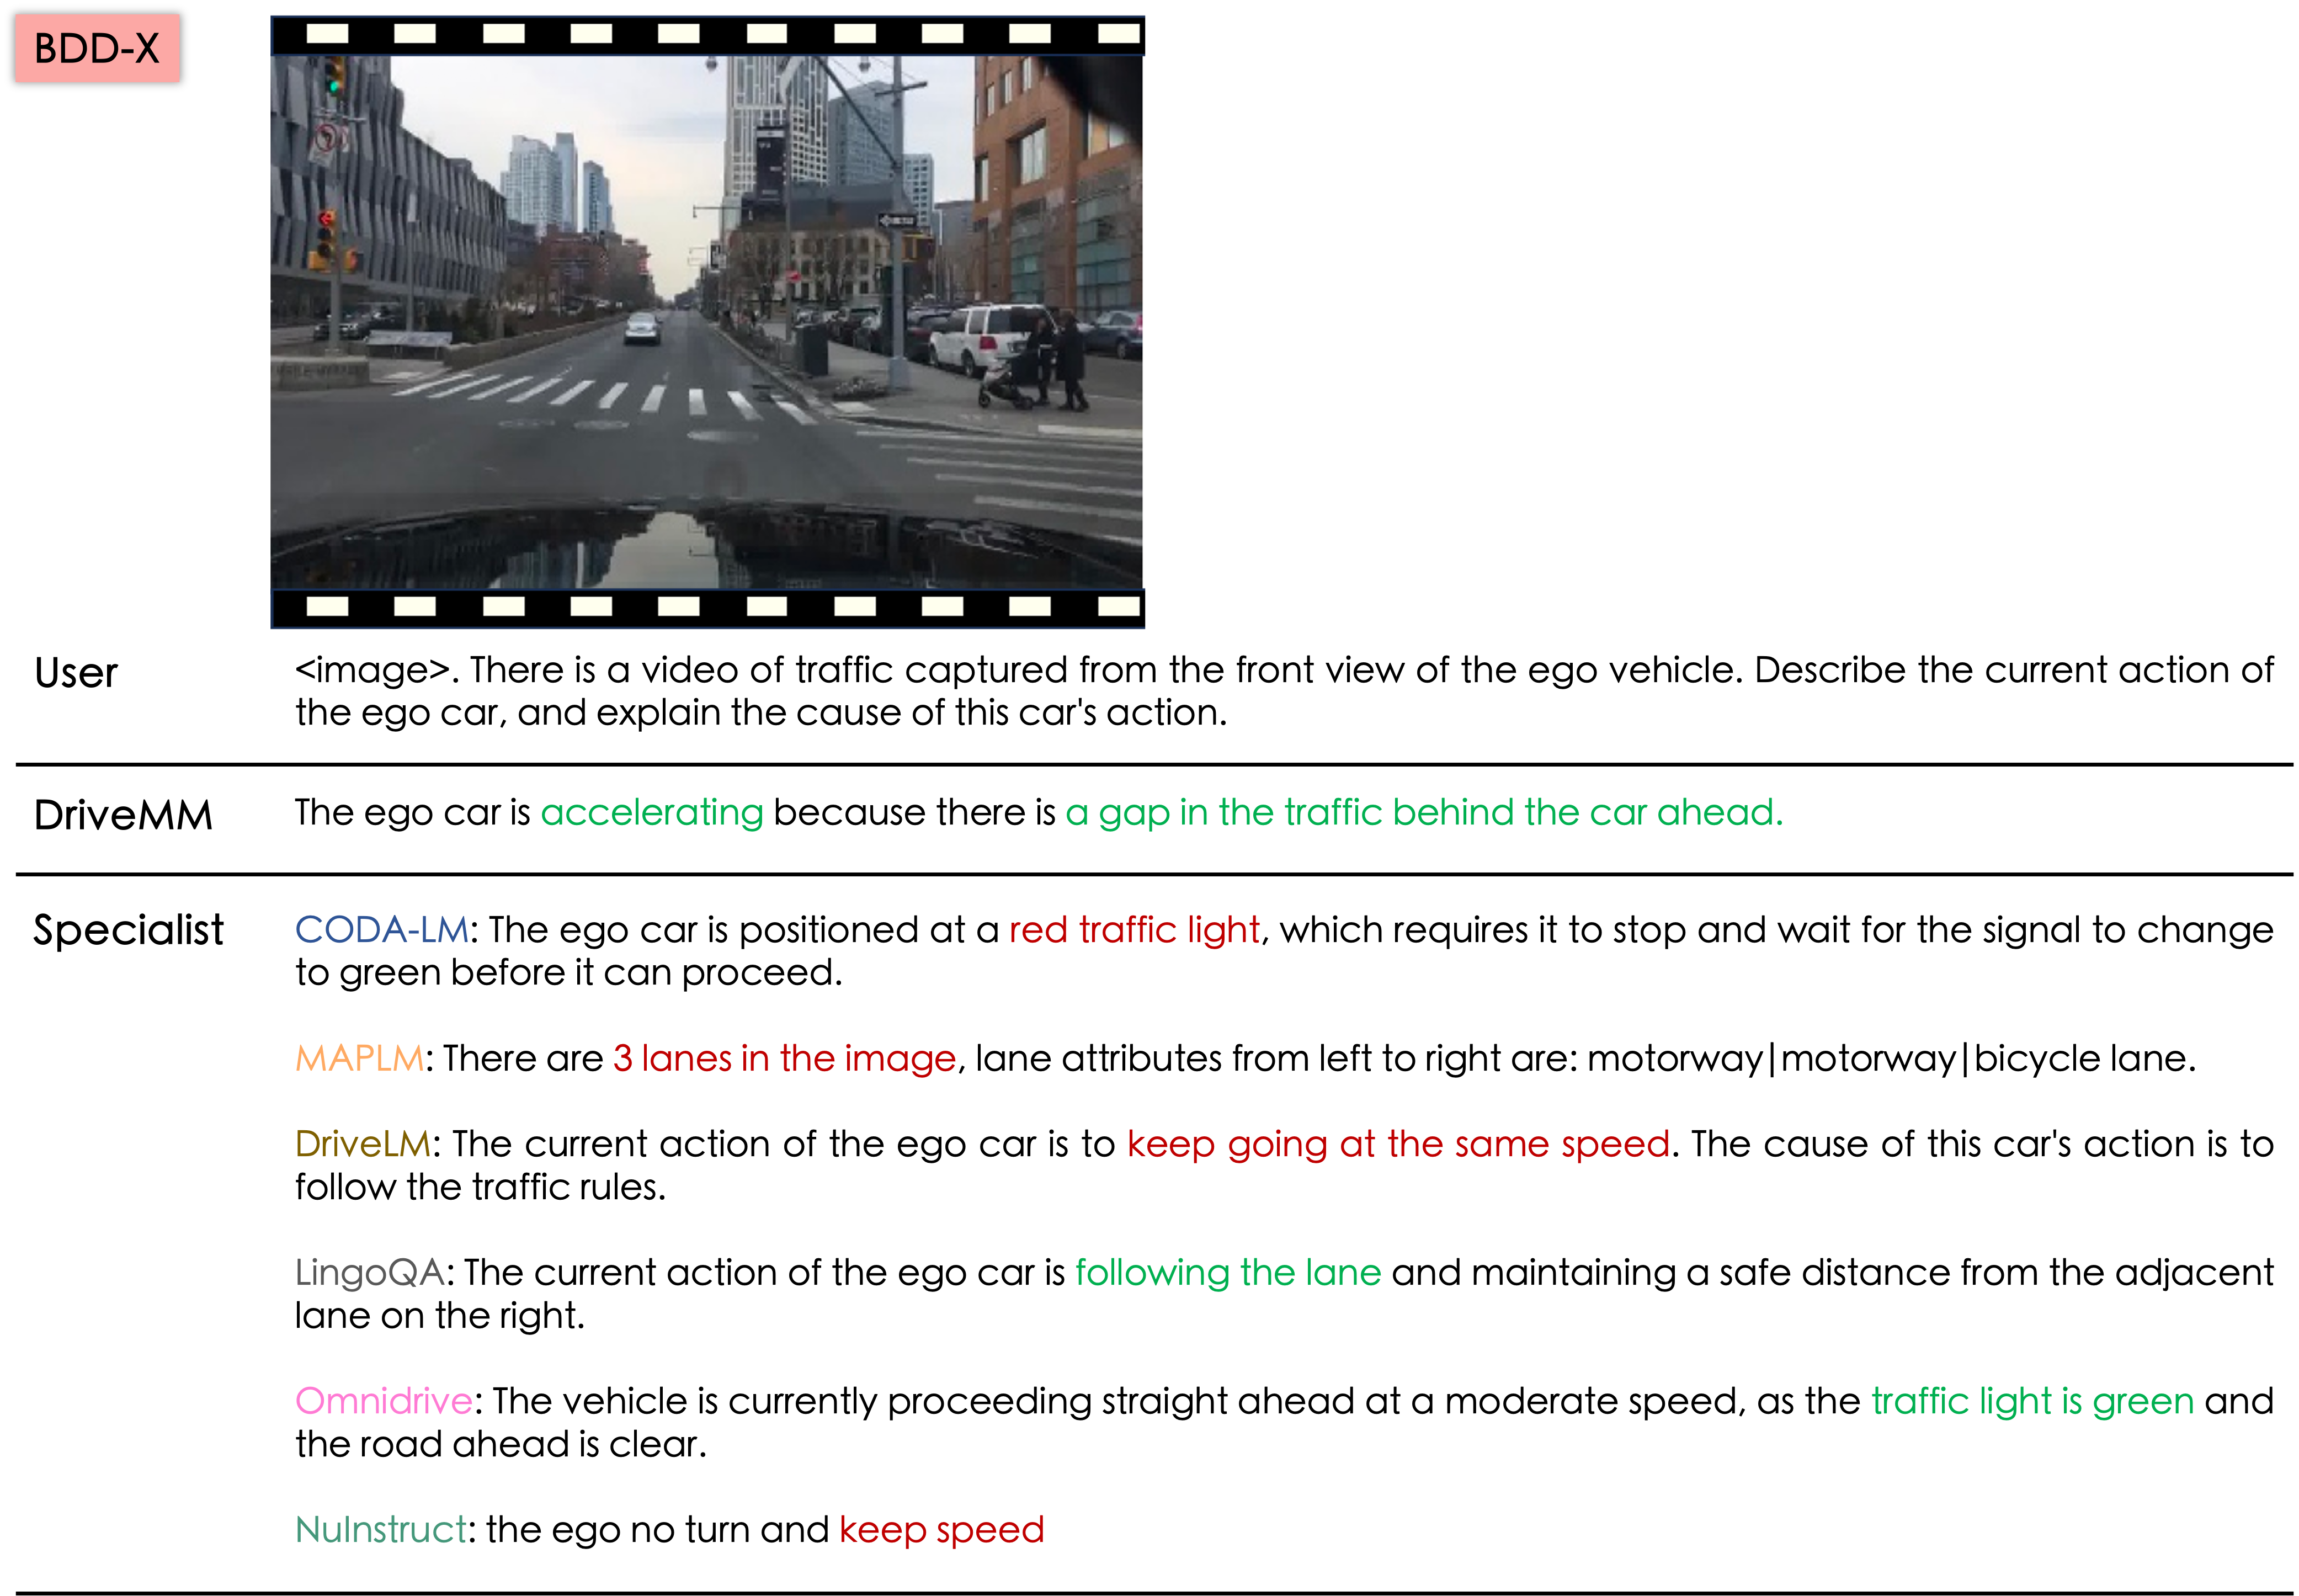 BDD-X
User
<image>. There is a video of traffic captured from the front view of the ego vehicle. Describe the current action of
the ego car, and explain the cause of this car's action.
DriveMM
The ego car is accelerating because there is a gap in the traffic behind the car ahead.
Specialist
CODA-LM: The ego car is positioned at a red traffic light, which requires it to stop and wait for the signal to change
to green before it can proceed.
MAPLM: There are 3 lanes in the image, lane attributes from left to right are: motorway|motorway|bicycle lane.
DriveLM: The current action of the ego car is to keep going at the same speed. The cause of this car's action is to
follow the traffic rules.
LingoQA: The current action of the ego car is following the lane and maintaining a safe distance from the adjacent
lane on the right.
Omnidrive: The vehicle is currently proceeding straight ahead at a moderate speed, as the traffic light is green and
the road ahead is clear.
NuInstruct: the ego no turn and keep speed